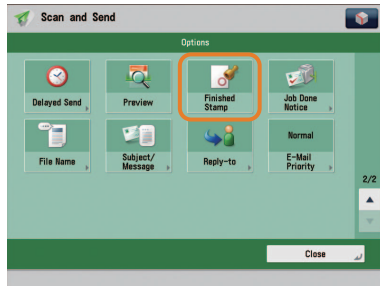 Scan and Send
Options
Delayed Send
Preview
Finished
Stamp
Job Done
Notice
File Name
Subject/
Message
Reply-to
Normal
E-Mail
Priority
2/2
Close